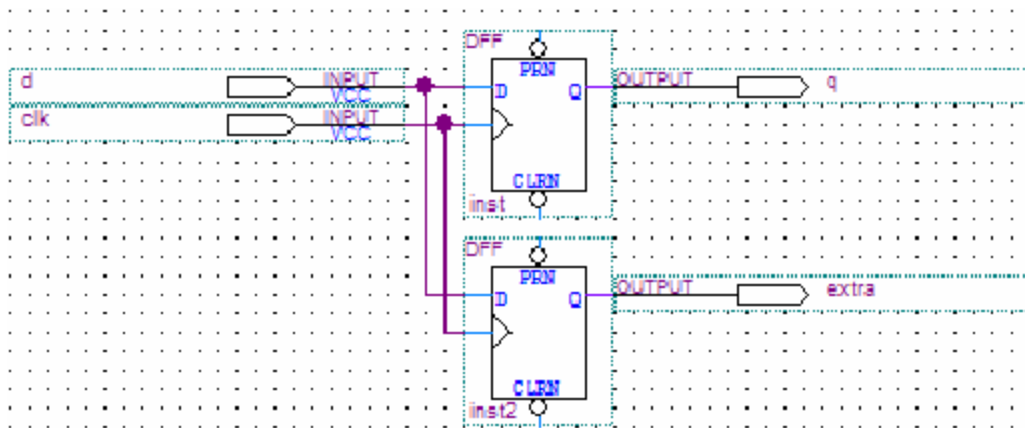 DFF
PRN
d INPUT D Q OUTPUT q
VCC
clk INPUT
VCC
CLRN
inst
DFF
PRN
D Q OUTPUT extra
CLRN
inst2